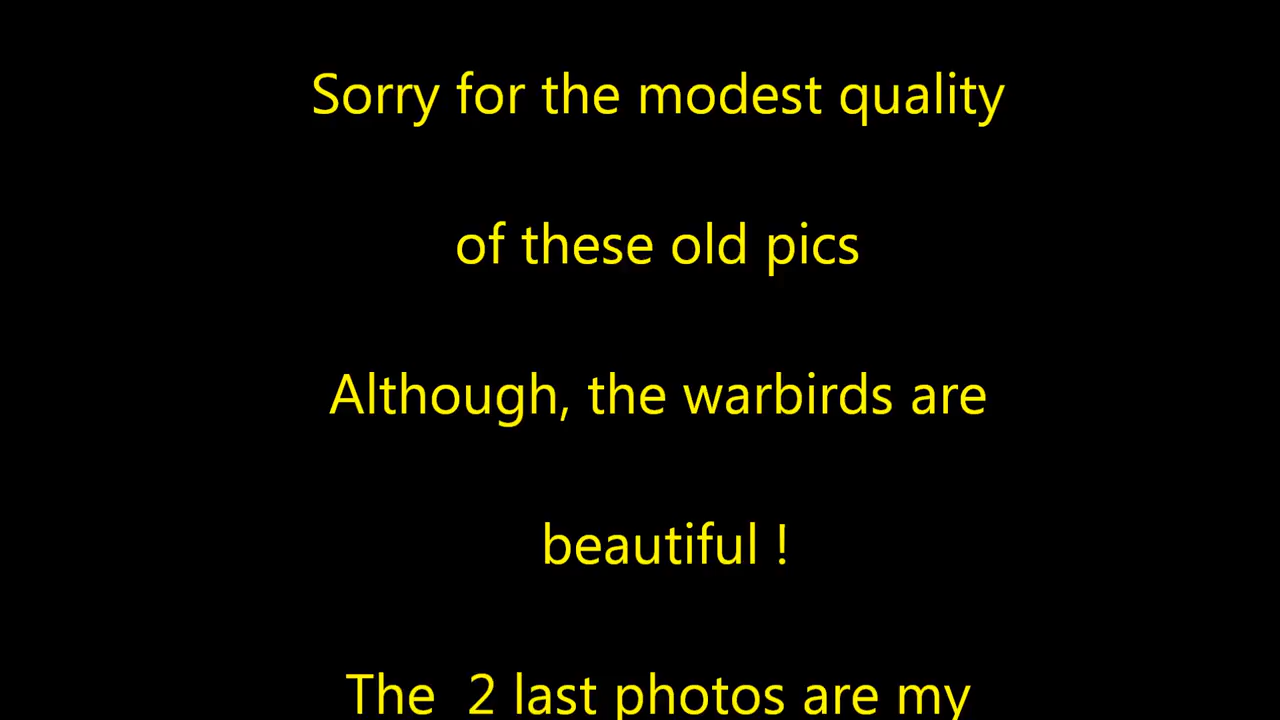 Sorry for the modest quality
of these old pics
Although, the warbirds are
beautiful !
The  2 last photos are my